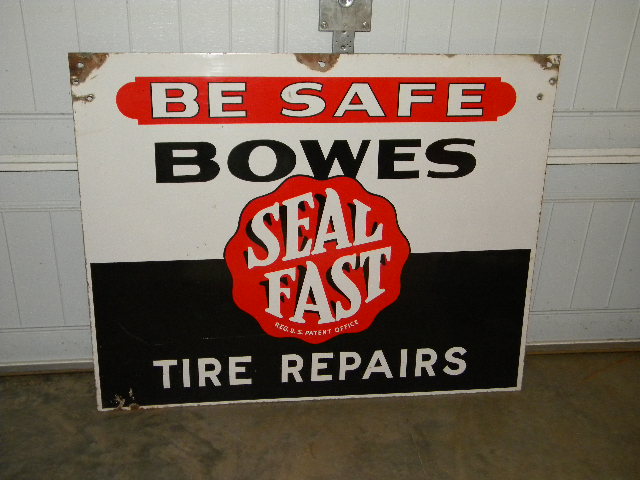 BE SAFE
BOWES
SEAL
FAST
REG. U.S. PATENT OFFICE
TIRE REPAIRS